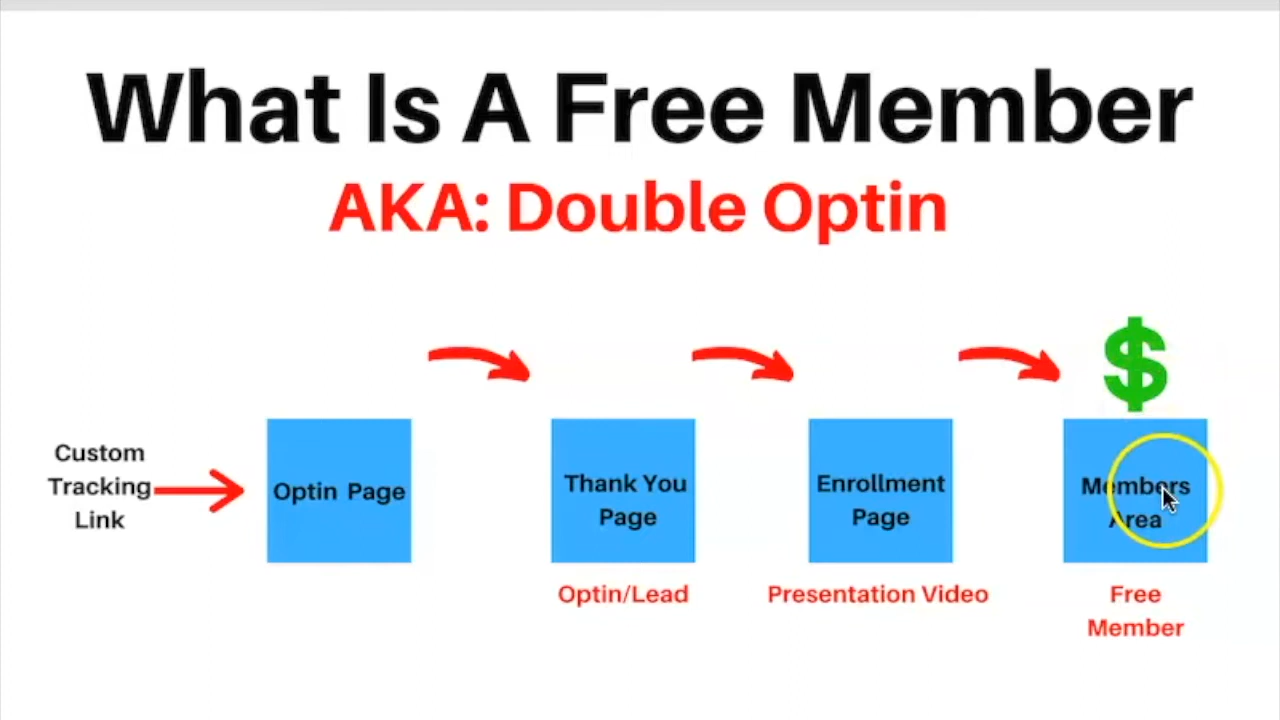 What Is A Free Member
AKA: Double Optin
$
Custom
Tracking
Link
Optin Page
Thank You
Page
Enrollment
Page
Members
Area
Optin/Lead
Presentation Video
Free
Member